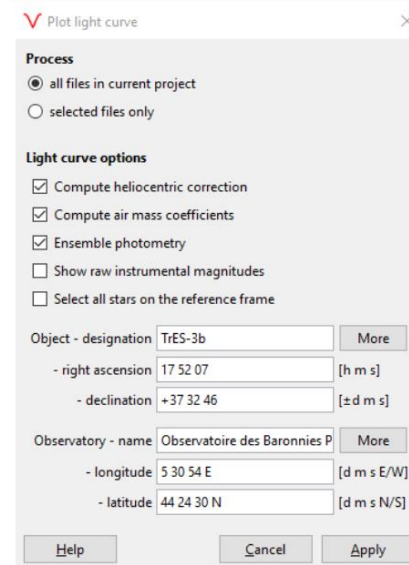 Plot light curve
Process
all files in current project
selected files only
Light curve options
Compute heliocentric correction
Compute air mass coefficients
Ensemble photometry
Show raw instrumental magnitudes
Select all stars on the reference frame
Object - designation TrES-3b More
- right ascension 17 52 07 [h m s]
- declination +37 32 46 [±d m s]
Observatory - name Observatoire des Baronnies P More
- longitude 5 30 54 E [d m s E/W]
- latitude 44 24 30 N [d m s N/S]
Help Cancel Apply